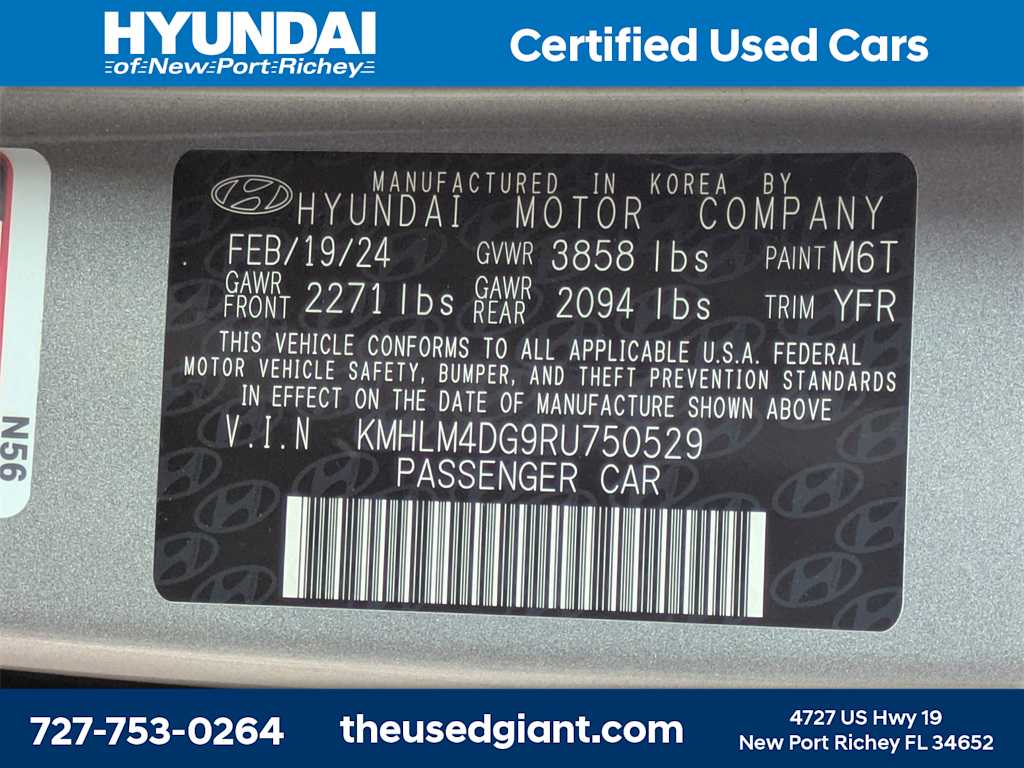 HYUNDAI
of New Port Richey
Certified Used Cars
MANUFACTURED IN KOREA BY
HYUNDAI MOTOR COMPANY
FEB/19/24 GVWR 3858 lbs PAINT M6T
GAWR FRONT 2271 lbs GAWR REAR 2094 lbs TRIM YFR
THIS VEHICLE CONFORMS TO ALL APPLICABLE U.S.A. FEDERAL
MOTOR VEHICLE SAFETY, BUMPER, AND THEFT PREVENTION STANDARDS
IN EFFECT ON THE DATE OF MANUFACTURE SHOWN ABOVE
V.I.N KMHLM4DG9RU750529
PASSENGER CAR
N56
727-753-0264
theusedgiant.com
4727 US Hwy 19
New Port Richey FL 34652